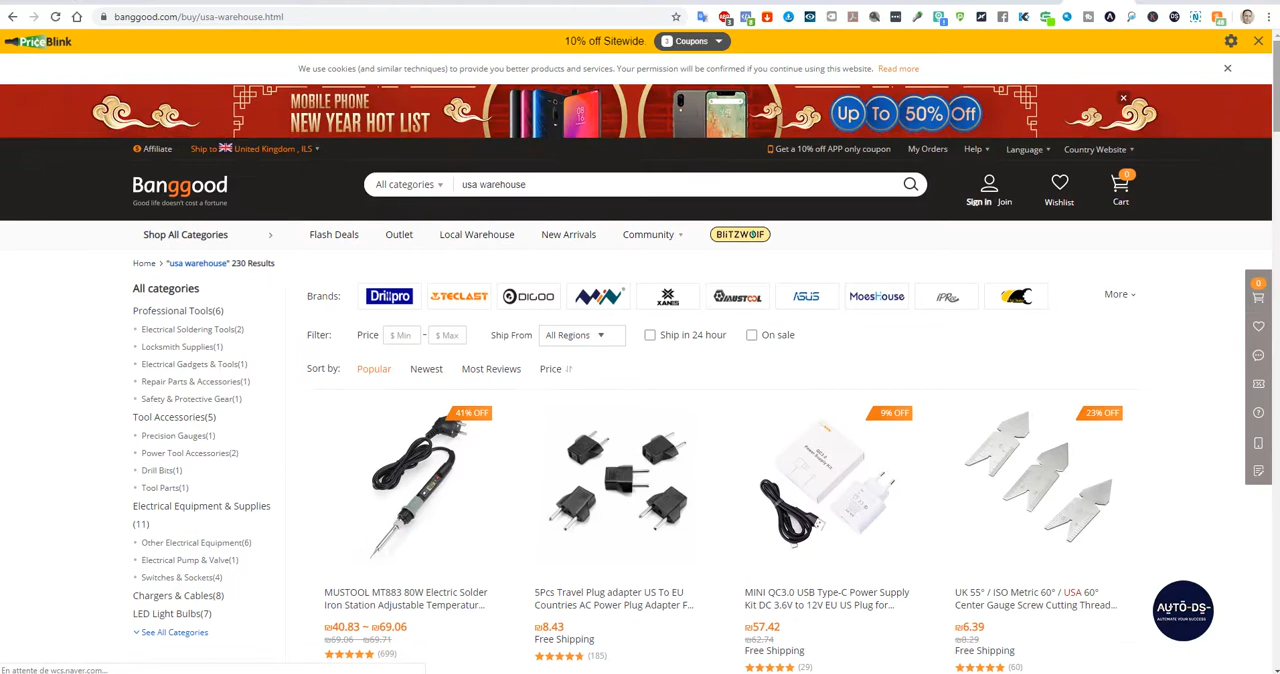 banggood.com/buy/usa-warehouse.html
PriceBlink
10% off Sitewide.
3 Coupons
We use cookies (and similar techniques) to provide you better products and services. Your permission will be confirmed if you continue using this website. Read more
MOBILE PHONE
NEW YEAR HOT LIST
Up To 50% Off
Affiliate
Ship to United Kingdom , ILS
Get a 10% off APP only coupon
My Orders
Help
Language
Country Website
Banggood
Good life doesn't cost a fortune
All categories
usa warehouse
Sign In Join
Wishlist
0
Cart
Shop All Categories
Flash Deals
Outlet
Local Warehouse
New Arrivals
Community
BLiTZWOlF
Home > "usa warehouse" 230 Results
All categories
Professional Tools(6)
Electrical Soldering Tools(2)
Locksmith Supplies(1)
Electrical Gadgets & Tools(1)
Repair Parts & Accessories(1)
Safety & Protective Gear(1)
Tool Accessories(5)
Precision Gauges(1)
Power Tool Accessories(2)
Drill Bits(1)
Tool Parts(1)
Electrical Equipment & Supplies
(11)
Other Electrical Equipment(6)
Electrical Pump & Valve(1)
Switches & Sockets(4)
Chargers & Cables(8)
LED Light Bulbs(7)
See All Categories
Brands:
Drillpro
TECLAST
DIGOO
XANES
MUSTOOL
ASUS
MoesHouse
IPRee
More
Filter:
Price
$ Min
–
$ Max
Ship From
All Regions
Ship in 24 hour
On sale
Sort by:
Popular
Newest
Most Reviews
Price
41% OFF
MUSTOOL MT883 80W Electric Solder
Iron Station Adjustable Temperatur...
₪40.83 ~ ₪69.06
₪69.06 ~ ₪69.71
(699)
5Pcs Travel Plug adapter US To EU
Countries AC Power Plug Adapter F...
₪8.43
Free Shipping
(185)
9% OFF
MINI QC3.0 USB Type-C Power Supply
Kit DC 3.6V to 12V EU US Plug for...
₪57.42
₪62.74
Free Shipping
(29)
23% OFF
UK 55° / ISO Metric 60° / USA 60°
Center Gauge Screw Cutting Thread...
₪6.39
₪8.29
Free Shipping
(60)
0
AUTO-DS-
AUTOMATE YOUR SUCCESS
En attente de wcs.naver.com...